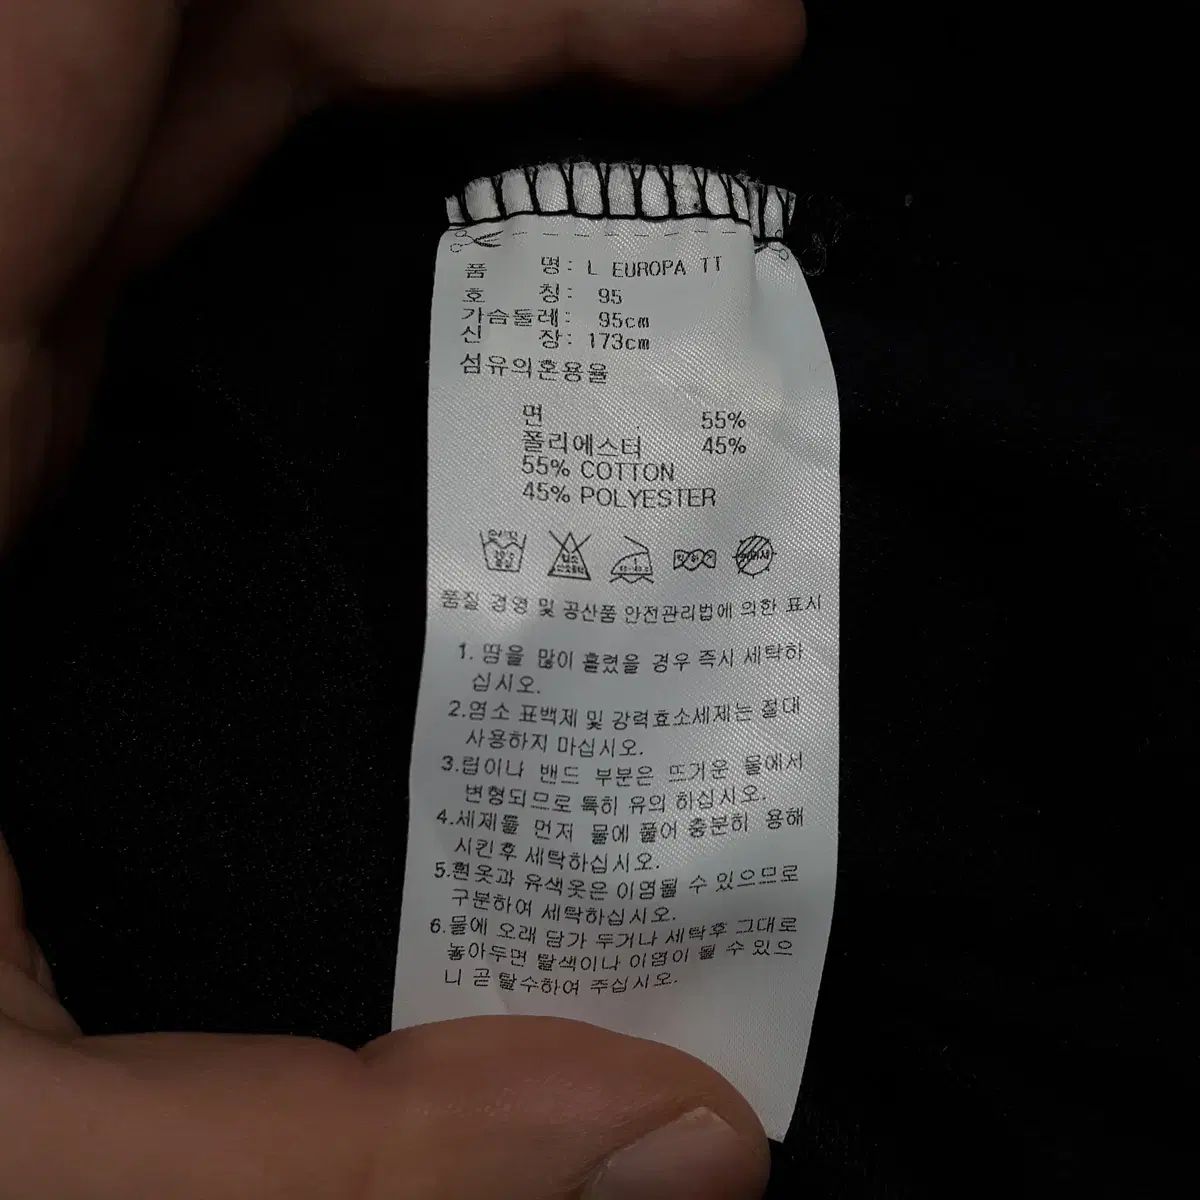 품 명: L EUROPA TT
호 칭: 95
가슴둘레: 95cm
신 장: 173cm
섬유의혼용율
면 55%
폴리에스터 45%
55% COTTON
45% POLYESTER
품질 경영 및 공산품 안전관리법에 의한 표시
1. 땀을 많이 흘렸을 경우 즉시 세탁하
십시오.
2.염소 표백제 및 강력효소세제는 절대
사용하지 마십시오.
3.립이나 밴드 부분은 뜨거운 물에서
변형되므로 특히 유의 하십시오.
4.세제를 먼저 물에 풀어 충분히 용해
시킨후 세탁하십시오.
5.흰옷과 유색옷은 이염될 수 있으므로
구분하여 세탁하십시오.
6.물에 오래 담가 두거나 세탁후 그대로
놓아두면 탈색이나 이염이 될 수 있으
니 곧 탈수하여 주십시오.